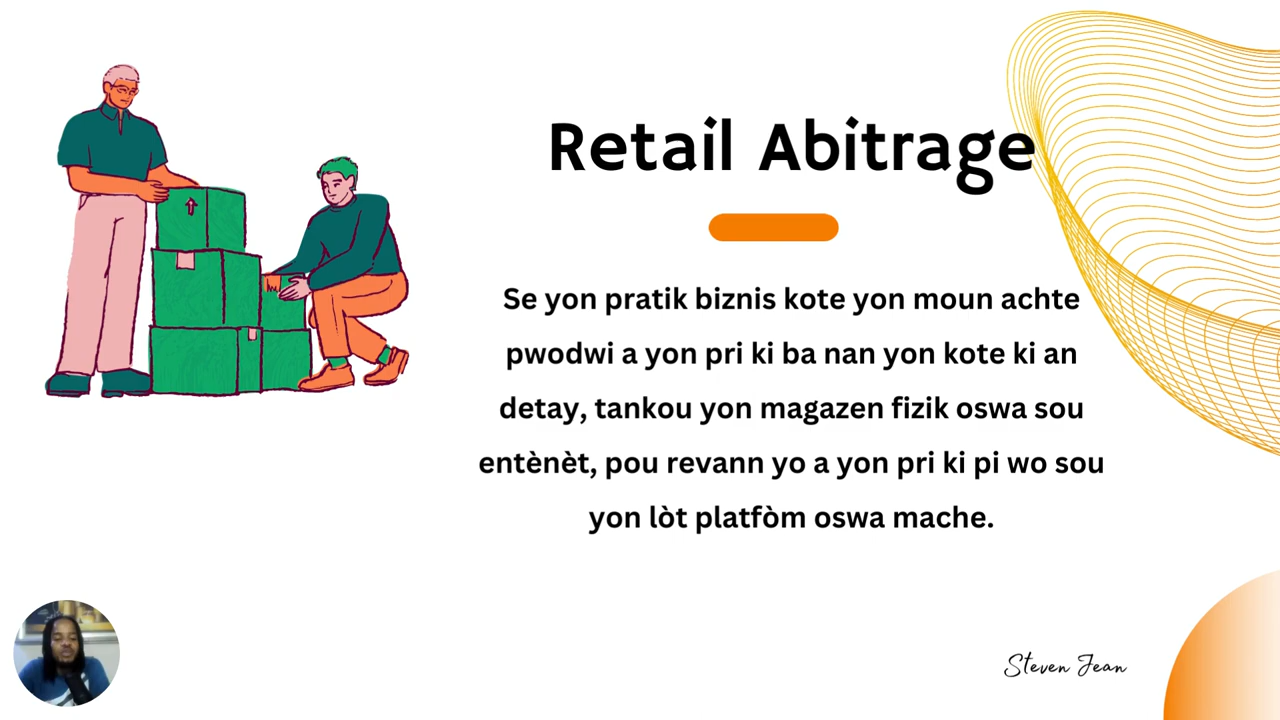 Retail Abitrage
Se yon pratik biznis kote yon moun achte
pwodwi a yon pri ki ba nan yon kote ki an
detay, tankou yon magazen fizik oswa sou
entènèt, pou revann yo a yon pri ki pi wo sou
yon lòt platfòm oswa mache.
Steven Jean